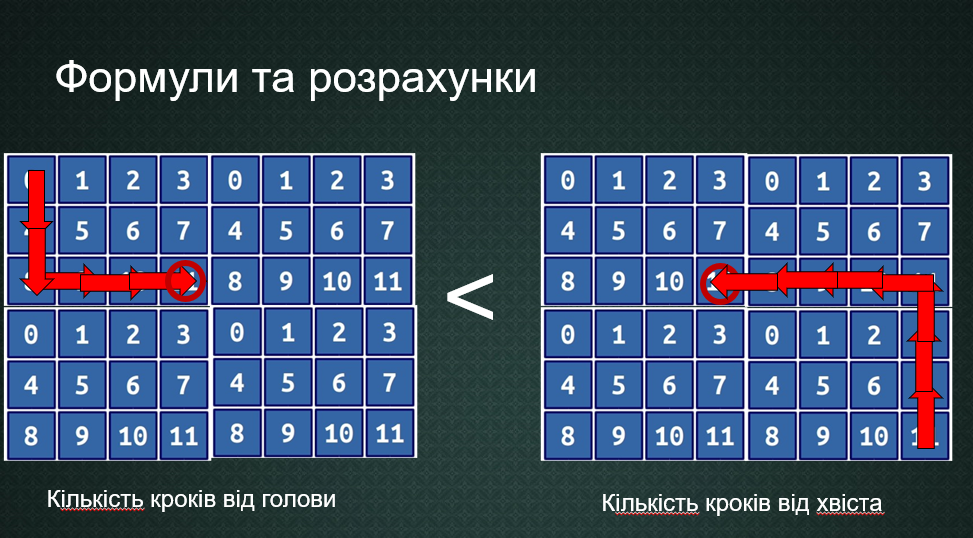 Формули та розрахунки
1 2 3 0 1 2 3
5 6 7 4 5 6 7
8 9 10 11
0 1 2 3 0 1 2 3
4 5 6 7 4 5 6 7
8 9 10 11 8 9 10 11
<
0 1 2 3 0 1 2 3
4 5 6 7 4 5 6 7
8 9 10
0 1 2 3 0 1 2
4 5 6 7 4 5 6
8 9 10 11 8 9 10
Кількість кроків від голови
Кількість кроків від хвіста